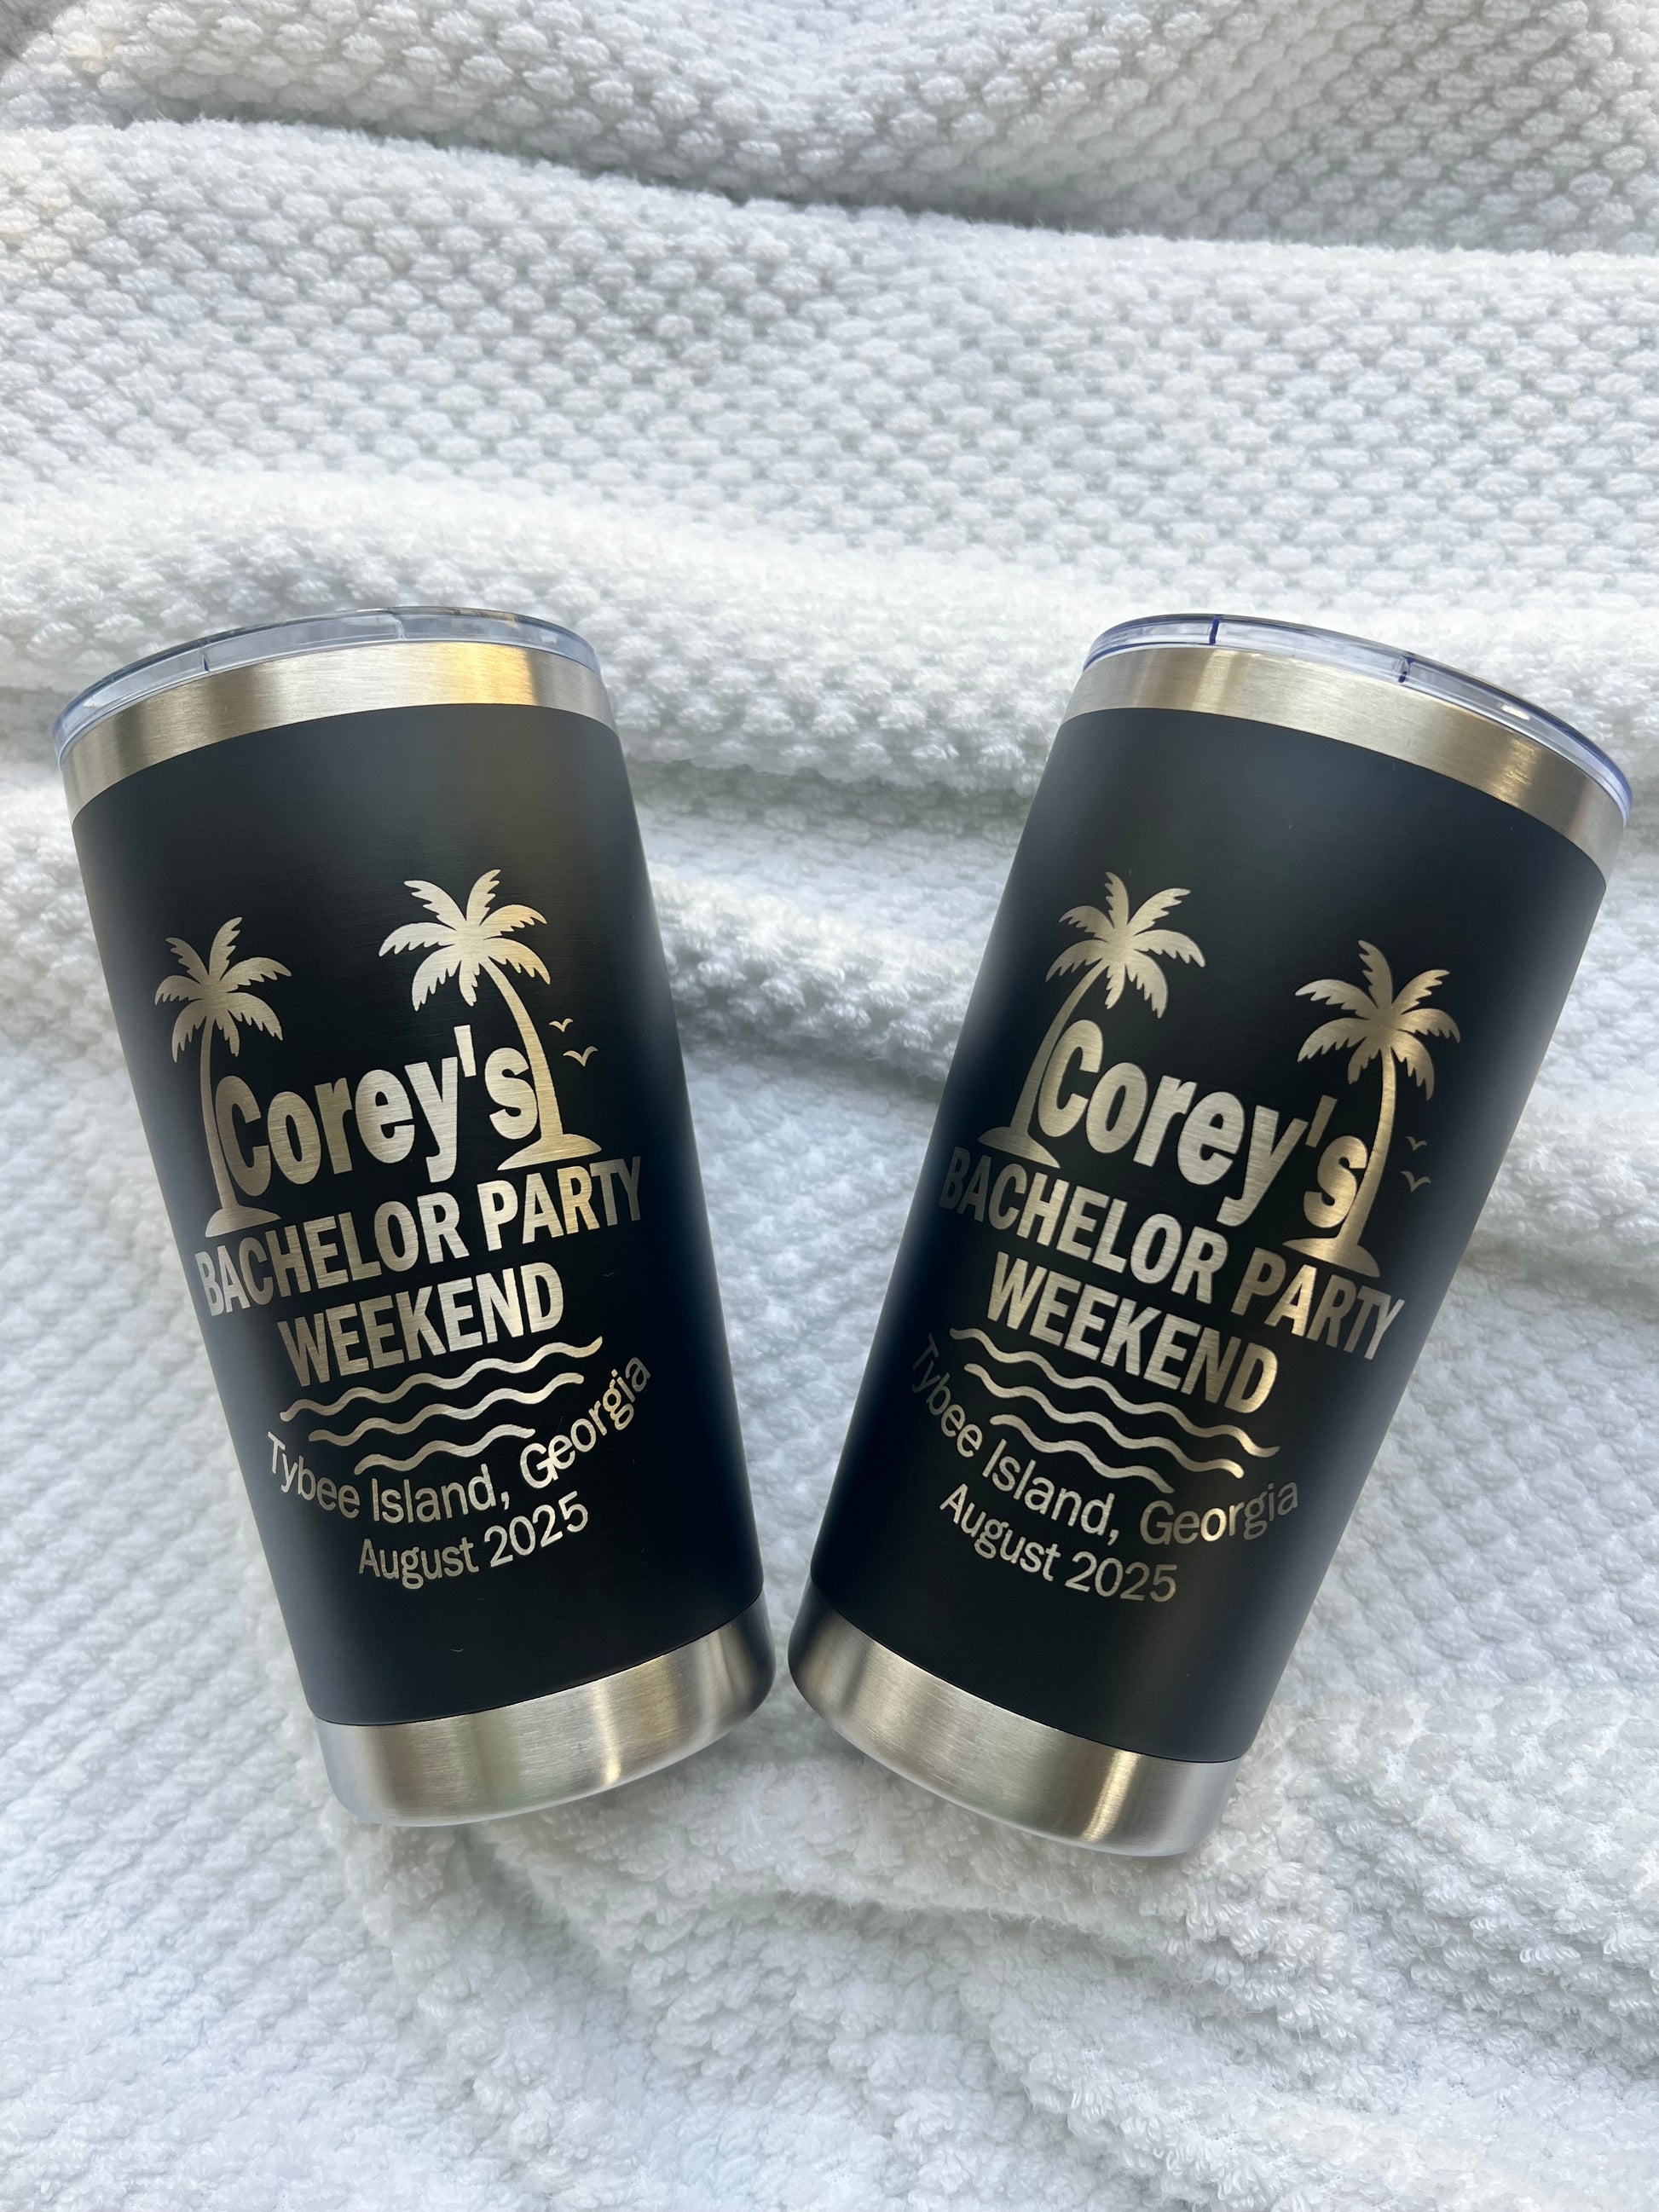 Corey's
BACHELOR PARTY
WEEKEND
Tybee Island, Georgia
August 2025
Corey's
BACHELOR PARTY
WEEKEND
Tybee Island, Georgia
August 2025